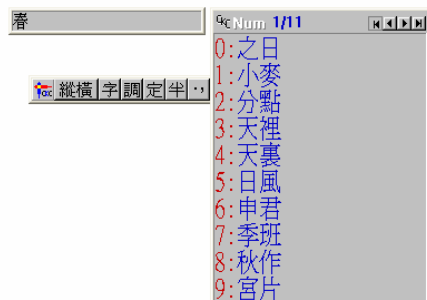 春
Num 1/11
0:之日
1:小麥
2:分點
3:天裡
4:天裏
5:日風
6:申君
7:季班
8:秋作
9:宮片
縱橫 字 調 定 半 ·,